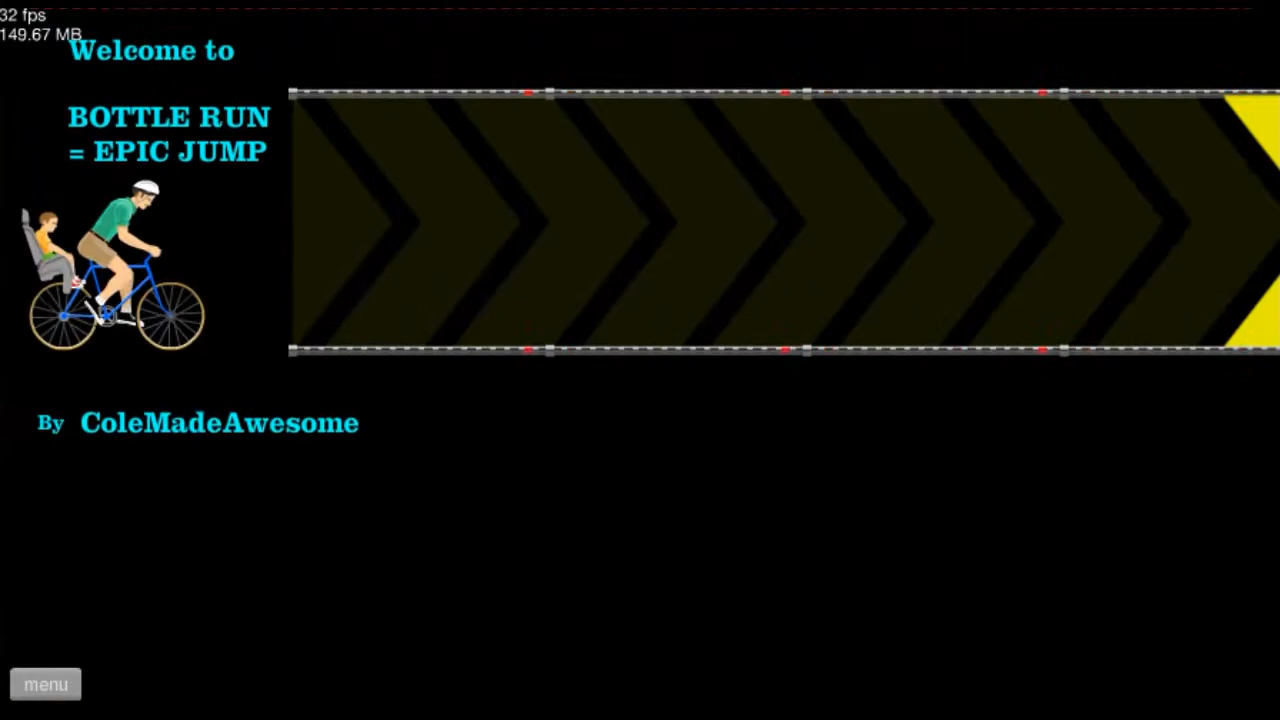 32 fps
149.67 MB
Welcome to
BOTTLE RUN
= EPIC JUMP
By ColeMadeAwesome
menu